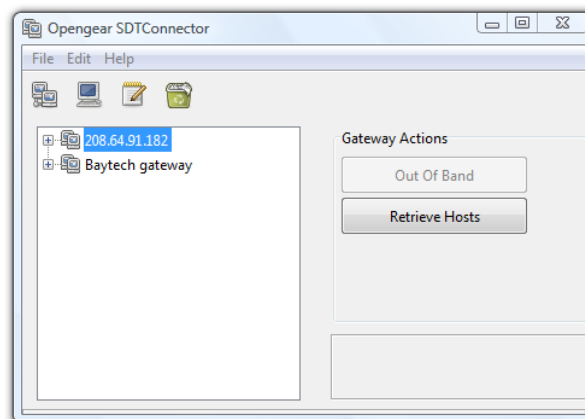 Opengear SDTConnector
File Edit Help
208.64.91.182
Baytech gateway
Gateway Actions
Out Of Band
Retrieve Hosts